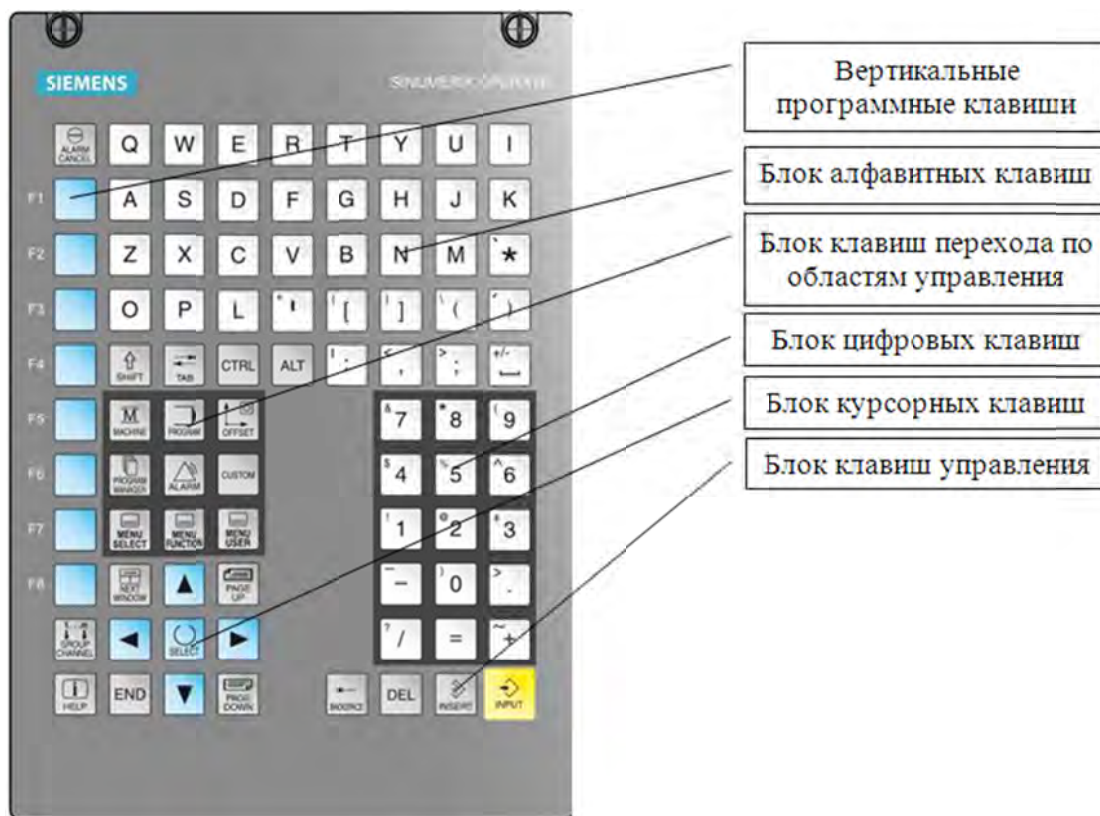 SIEMENS
SINUMERIK OPERATE
Вертикальные
программные клавиши
ALARM
CANCEL
Q W E R T Y U I
Блок алфавитных клавиш
F1 A S D F G H J K
Блок клавиш перехода по
областям управления
F2 Z X C V B N M *
F3 O P L [ ] ( )
Блок цифровых клавиш
F4 SHIFT TAB CTRL ALT : , ; +/-
Блок курсорных клавиш
F5 MACHINE PROGRAM OFFSET & 7 * 8 ( 9
Блок клавиш управления
F6 PROGRAM MANAGER ALARM CUSTOM $ 4 % 5 ^ 6
F7 MENU SELECT MENU FUNCTION MENU USER ! 1 @ 2 # 3
F8 NEXT WINDOW ▲ PAGE UP – ) 0 > .
GROUP CHANNEL ◄ SELECT ► ? / = ~ +
HELP END ▼ PAGE DOWN DEL INSERT INPUT